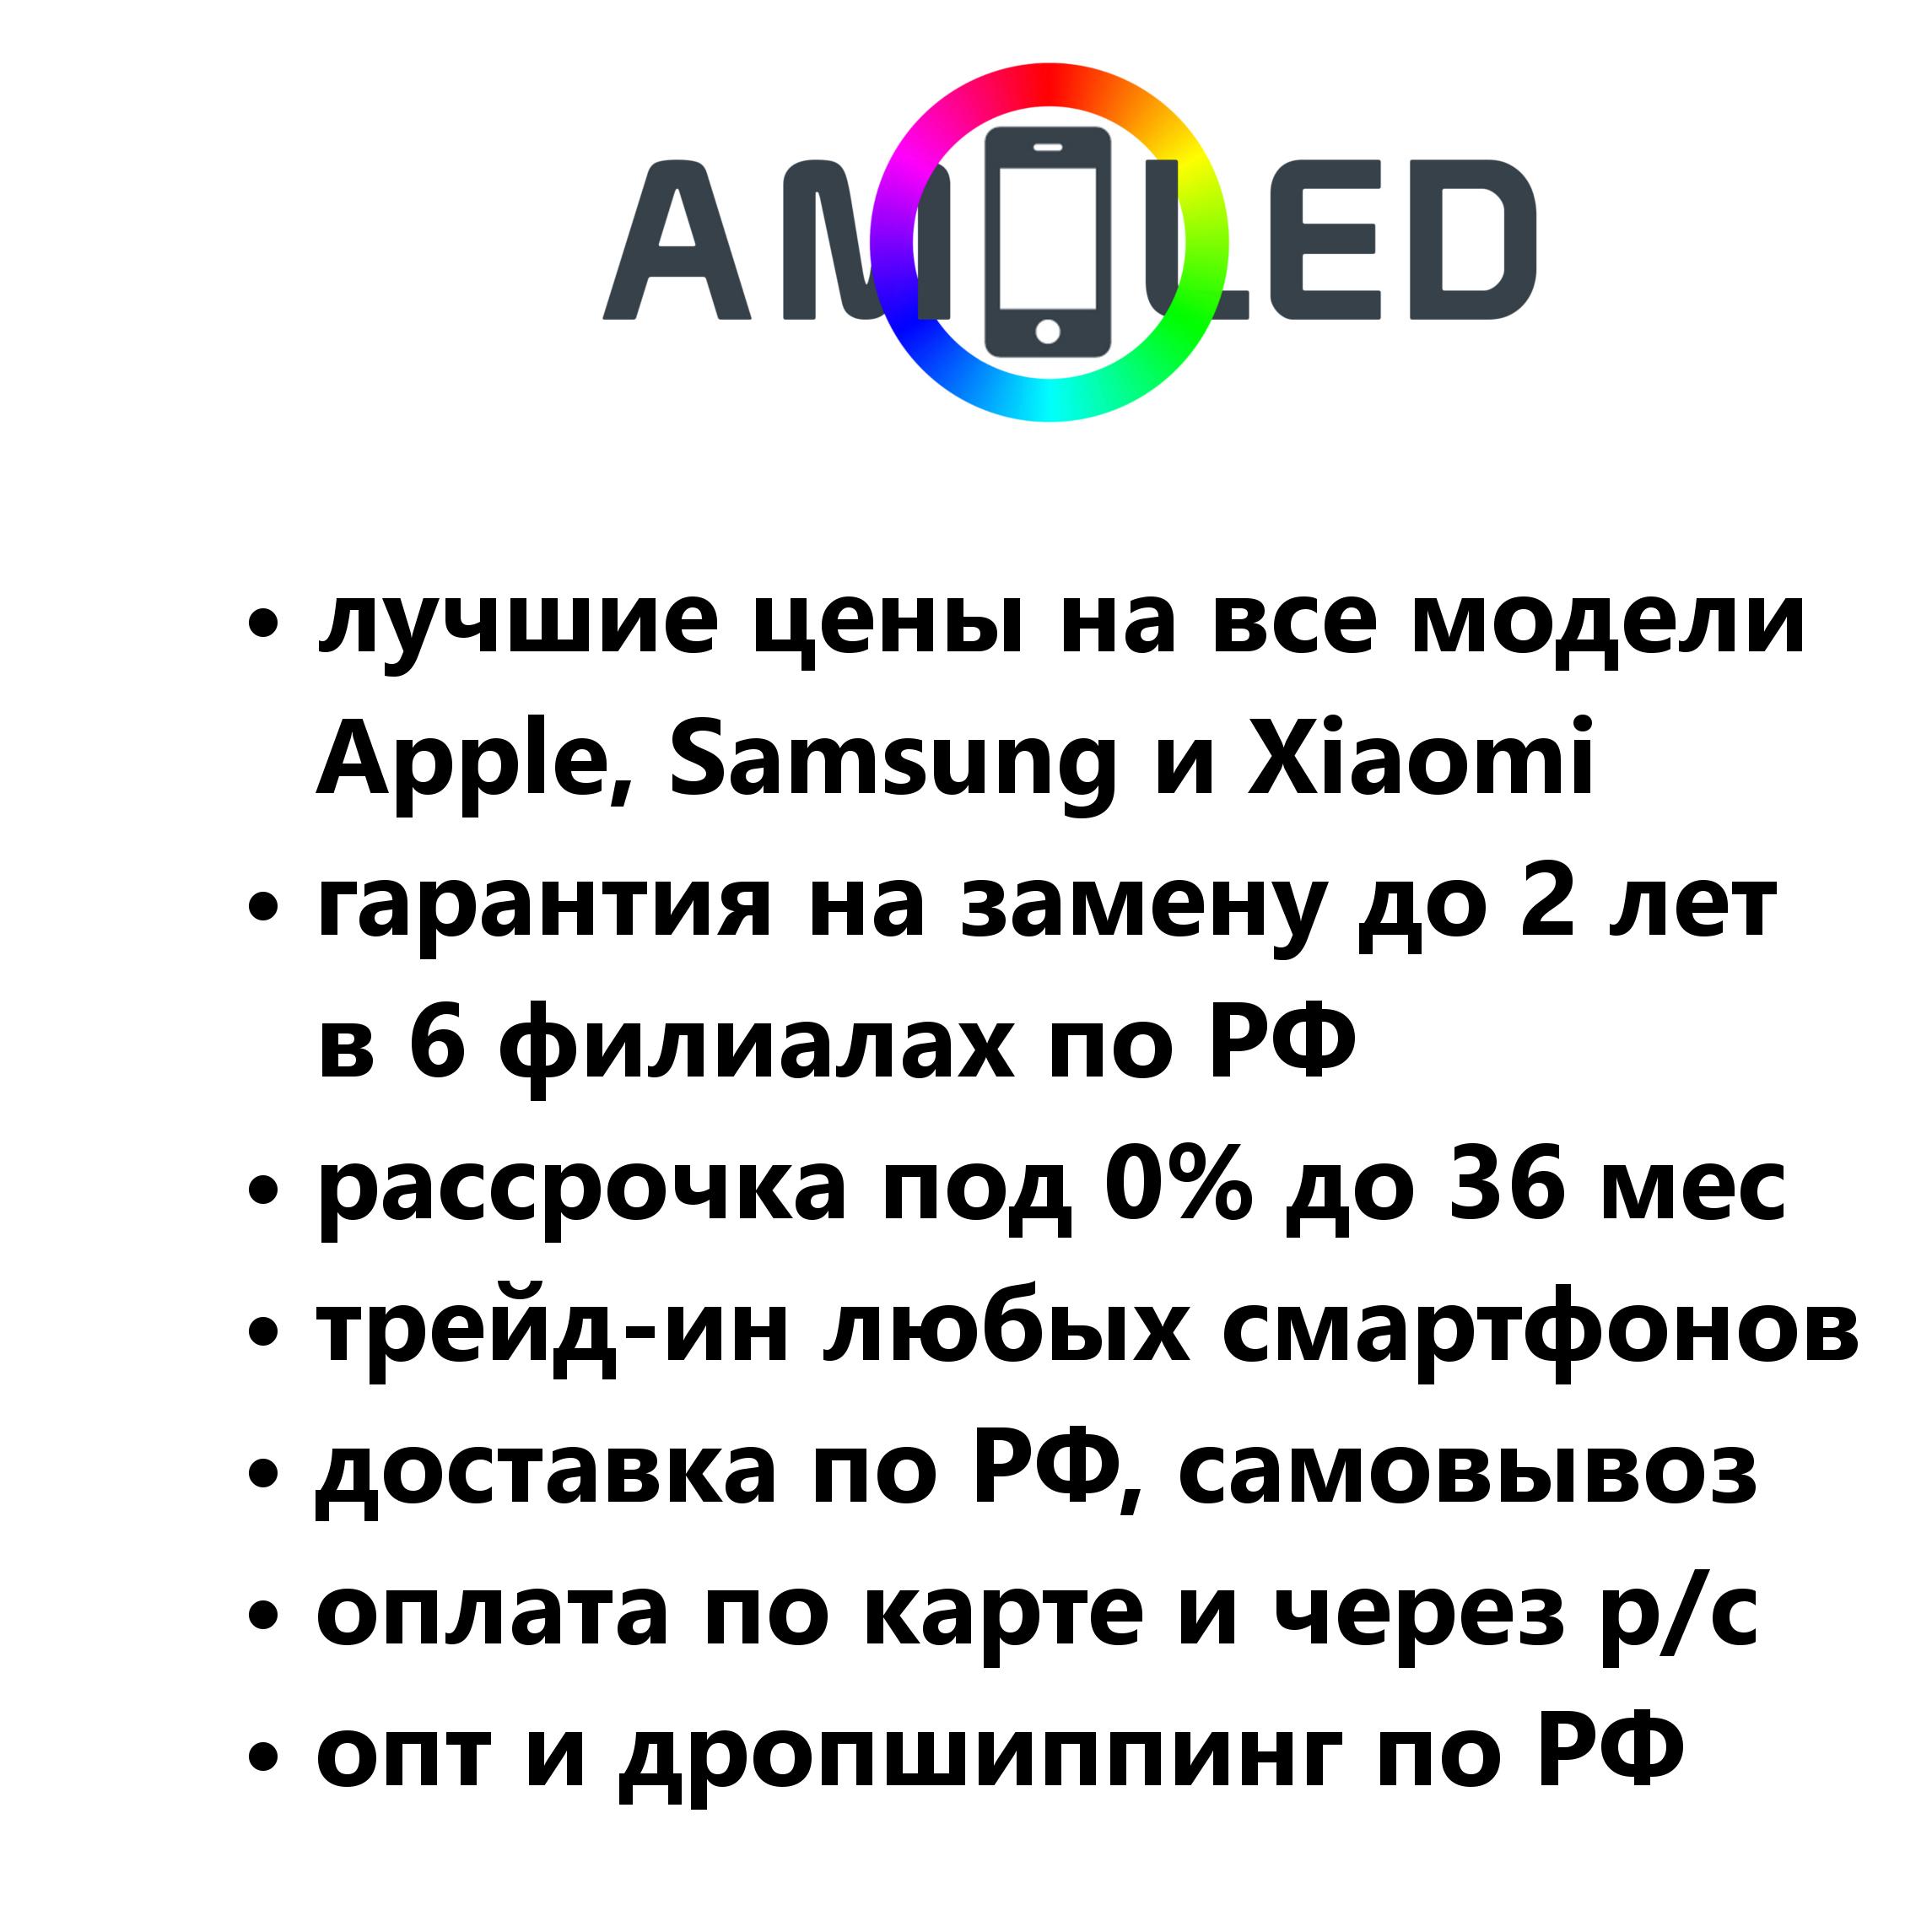 AMOLED
• лучшие цены на все модели
Apple, Samsung и Xiaomi
• гарантия на замену до 2 лет
в 6 филиалах по РФ
• рассрочка под 0% до 36 мес
• трейд-ин любых смартфонов
• доставка по РФ, самовывоз
• оплата по карте и через р/с
• опт и дропшиппинг по РФ